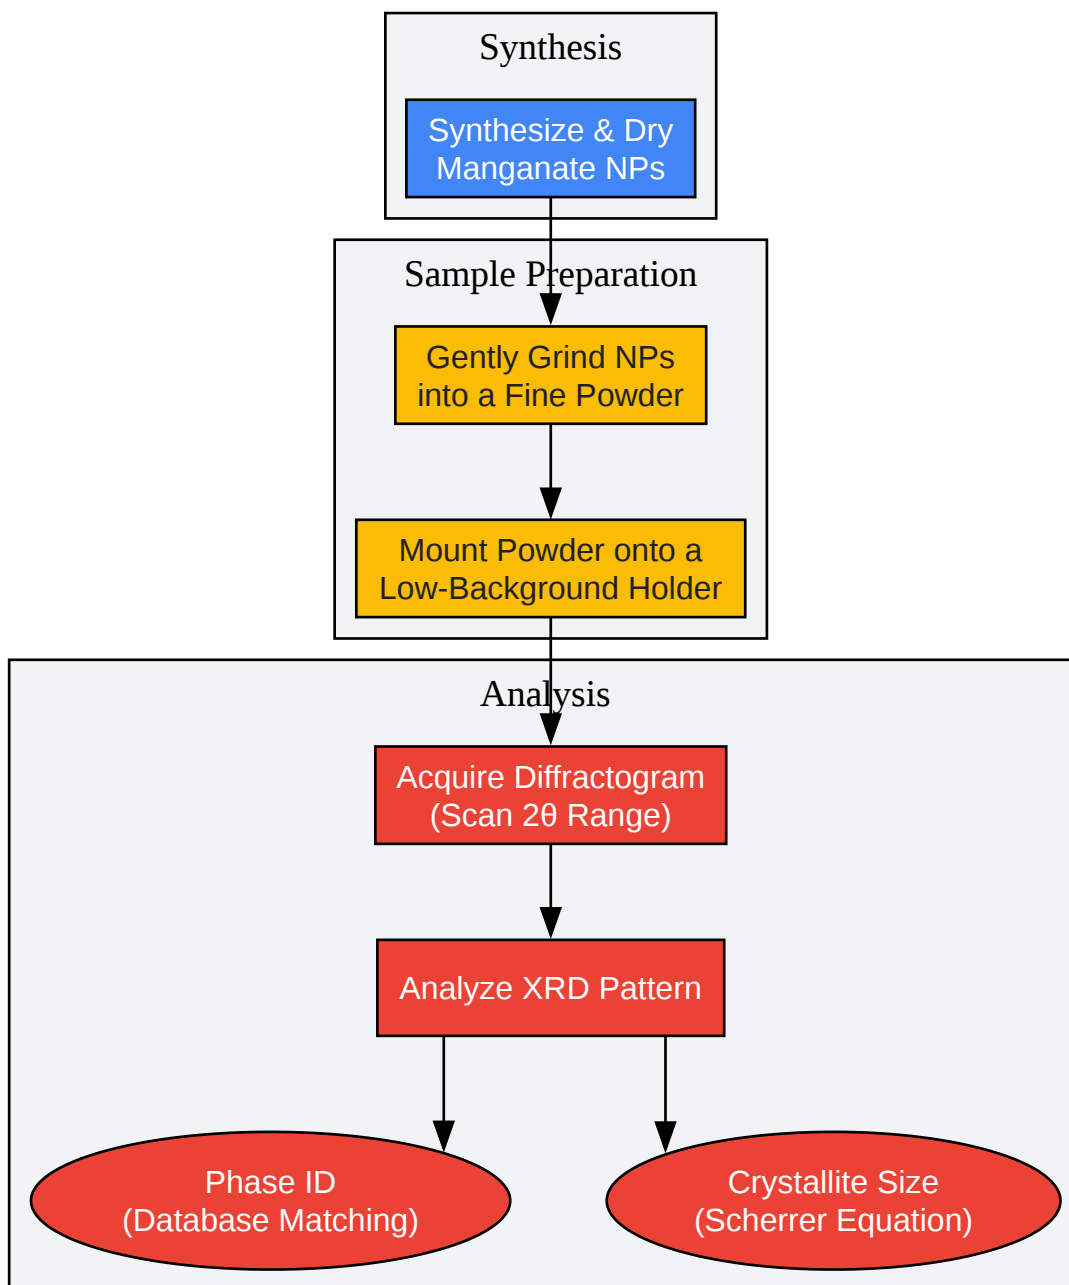 Synthesis
Synthesize & Dry
Manganate NPs
Sample Preparation
Gently Grind NPs
into a Fine Powder
Mount Powder onto a
Low-Background Holder
Analysis
Acquire Diffractogram
(Scan 2θ Range)
Analyze XRD Pattern
Phase ID
(Database Matching)
Crystallite Size
(Scherrer Equation)